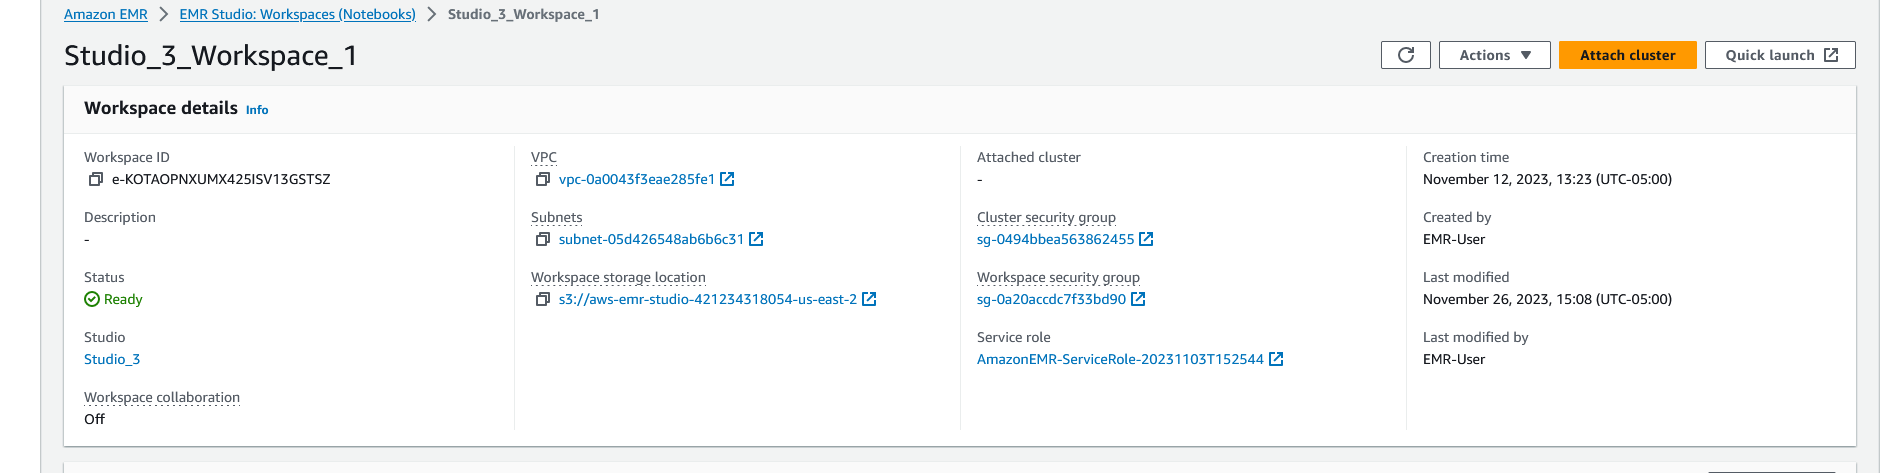 Amazon EMR > EMR Studio: Workspaces (Notebooks) > Studio_3_Workspace_1
Studio_3_Workspace_1
Actions
Attach cluster
Quick launch
Workspace details Info
Workspace ID
e-KOTAOPNXUMX425ISV13GSTSZ
Description
-
Status
Ready
Studio
Studio_3
Workspace collaboration
Off
VPC
vpc-0a0043f3eae285fe1
Subnets
subnet-05d426548ab6b6c31
Workspace storage location
s3://aws-emr-studio-421234318054-us-east-2
Attached cluster
-
Cluster security group
sg-0494bbea563862455
Workspace security group
sg-0a20accdc7f33bd90
Service role
AmazonEMR-ServiceRole-20231103T152544
Creation time
November 12, 2023, 13:23 (UTC-05:00)
Created by
EMR-User
Last modified
November 26, 2023, 15:08 (UTC-05:00)
Last modified by
EMR-User